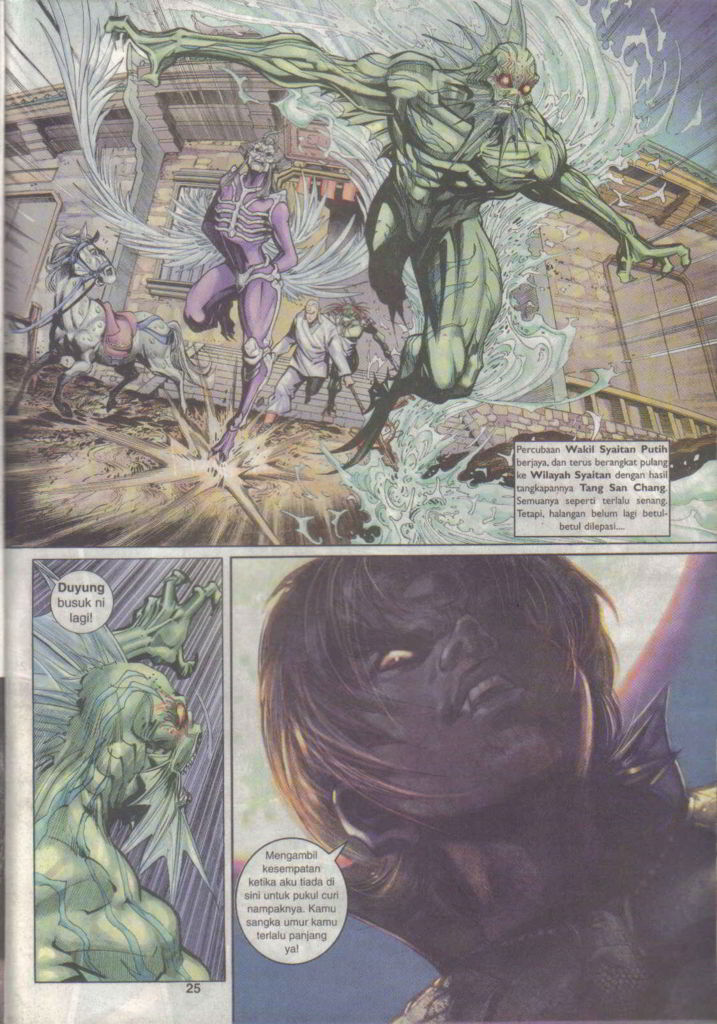 Percubaan Wakil Syaitan Putih
berjaya, dan terus berangkat pulang
ke Wilayah Syaitan dengan hasil
tangkapannya Tang San Chang.
Semuanya seperti terlalu senang.
Tetapi, halangan belum lagi betul-
betul dilepasi....
Duyung
busuk ni
lagi!
Mengambil
kesempatan
ketika aku tiada di
sini untuk pukul curi
nampaknya. Kamu
sangka umur kamu
terlalu panjang
ya!
25